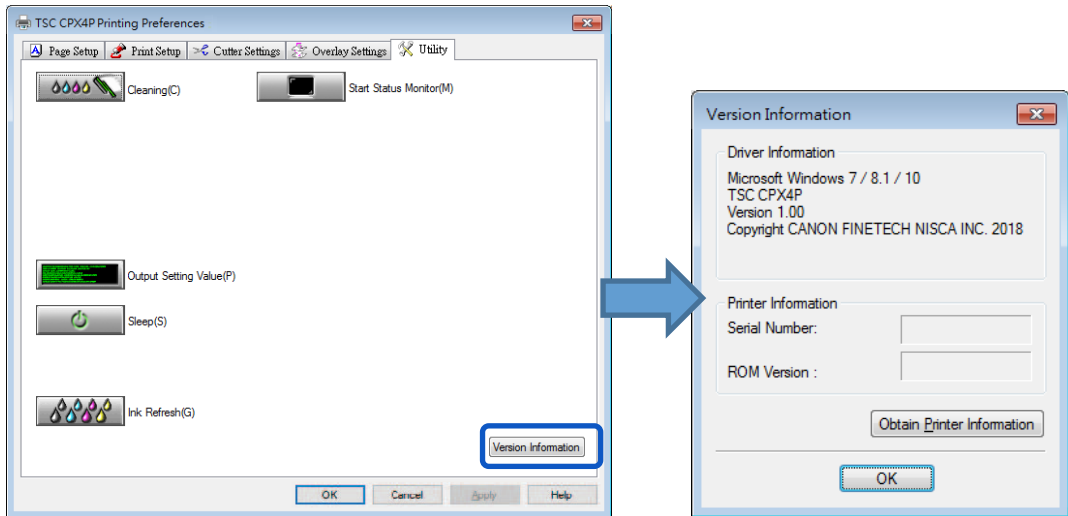 TSC CPX4P Printing Preferences
Page Setup Print Setup Cutter Settings Overlay Settings Utility
Cleaning(C) Start Status Monitor(M)
Output Setting Value(P)
Sleep(S)
Ink Refresh(G)
Version Information
OK Cancel Apply Help
Version Information
Driver Information
Microsoft Windows 7 / 8.1 / 10
TSC CPX4P
Version 1.00
Copyright CANON FINETECH NISCA INC. 2018
Printer Information
Serial Number:
ROM Version :
Obtain Printer Information
OK